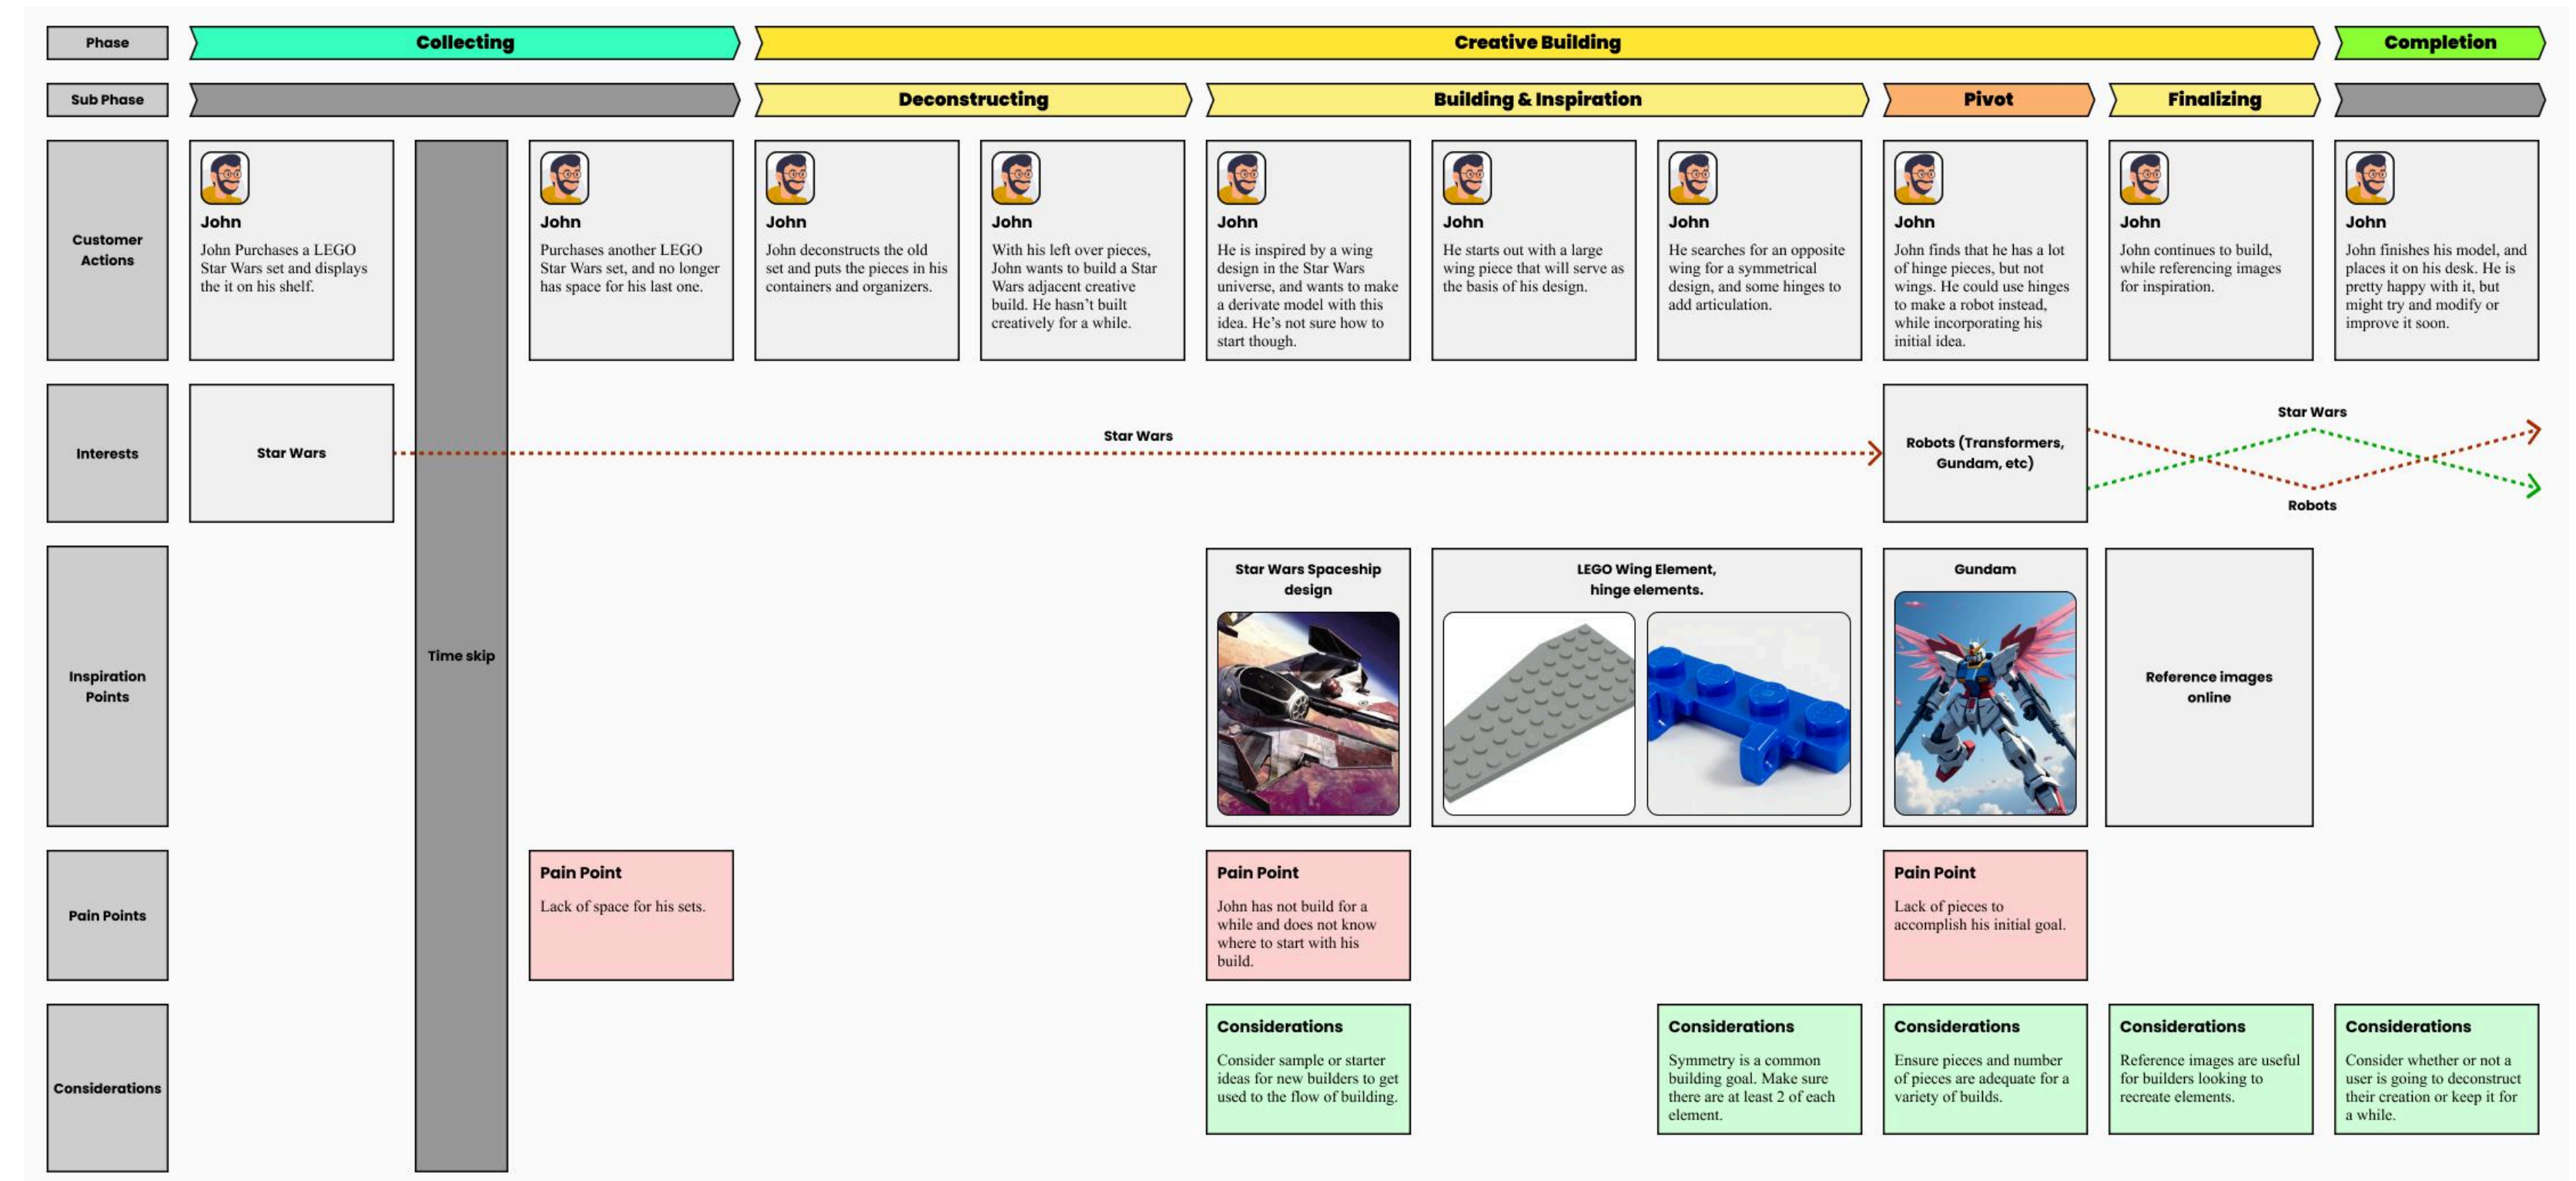 Phase
Collecting
Creative Building
Completion
Sub Phase
Deconstructing
Building & Inspiration
Pivot
Finalizing
Customer
Actions
John
John Purchases a LEGO
Star Wars set and displays
the it on his shelf.
John
Purchases another LEGO
Star Wars set, and no longer
has space for his last one.
John
John deconstructs the old
set and puts the pieces in his
containers and organizers.
John
With his left over pieces,
John wants to build a Star
Wars adjacent creative
build. He hasn't built
creatively for a while.
John
He is inspired by a wing
design in the Star Wars
universe, and wants to make
a derivate model with this
idea. He's not sure how to
start though.
John
He starts out with a large
wing piece that will serve as
the basis of his design.
John
He searches for an opposite
wing for a symmetrical
design, and some hinges to
add articulation.
John
John finds that he has a lot
of hinge pieces, but not
wings. He could use hinges
to make a robot instead,
while incorporating his
initial idea.
John
John continues to build,
while referencing images
for inspiration.
John
John finishes his model, and
places it on his desk. He is
pretty happy with it, but
might try and modify or
improve it soon.
Interests
Star Wars
Star Wars
Robots (Transformers,
Gundam, etc)
Star Wars
Robots
Time skip
Inspiration
Points
Star Wars Spaceship
design
LEGO Wing Element,
hinge elements.
Gundam
Reference images
online
Pain Points
Pain Point
Lack of space for his sets.
Pain Point
John has not build for a
while and does not know
where to start with his
build.
Pain Point
Lack of pieces to
accomplish his initial goal.
Considerations
Considerations
Consider sample or starter
ideas for new builders to get
used to the flow of building.
Considerations
Symmetry is a common
building goal. Make sure
there are at least 2 of each
element.
Considerations
Ensure pieces and number
of pieces are adequate for a
variety of builds.
Considerations
Reference images are useful
for builders looking to
recreate elements.
Considerations
Consider whether or not a
user is going to deconstruct
their creation or keep it for
a while.